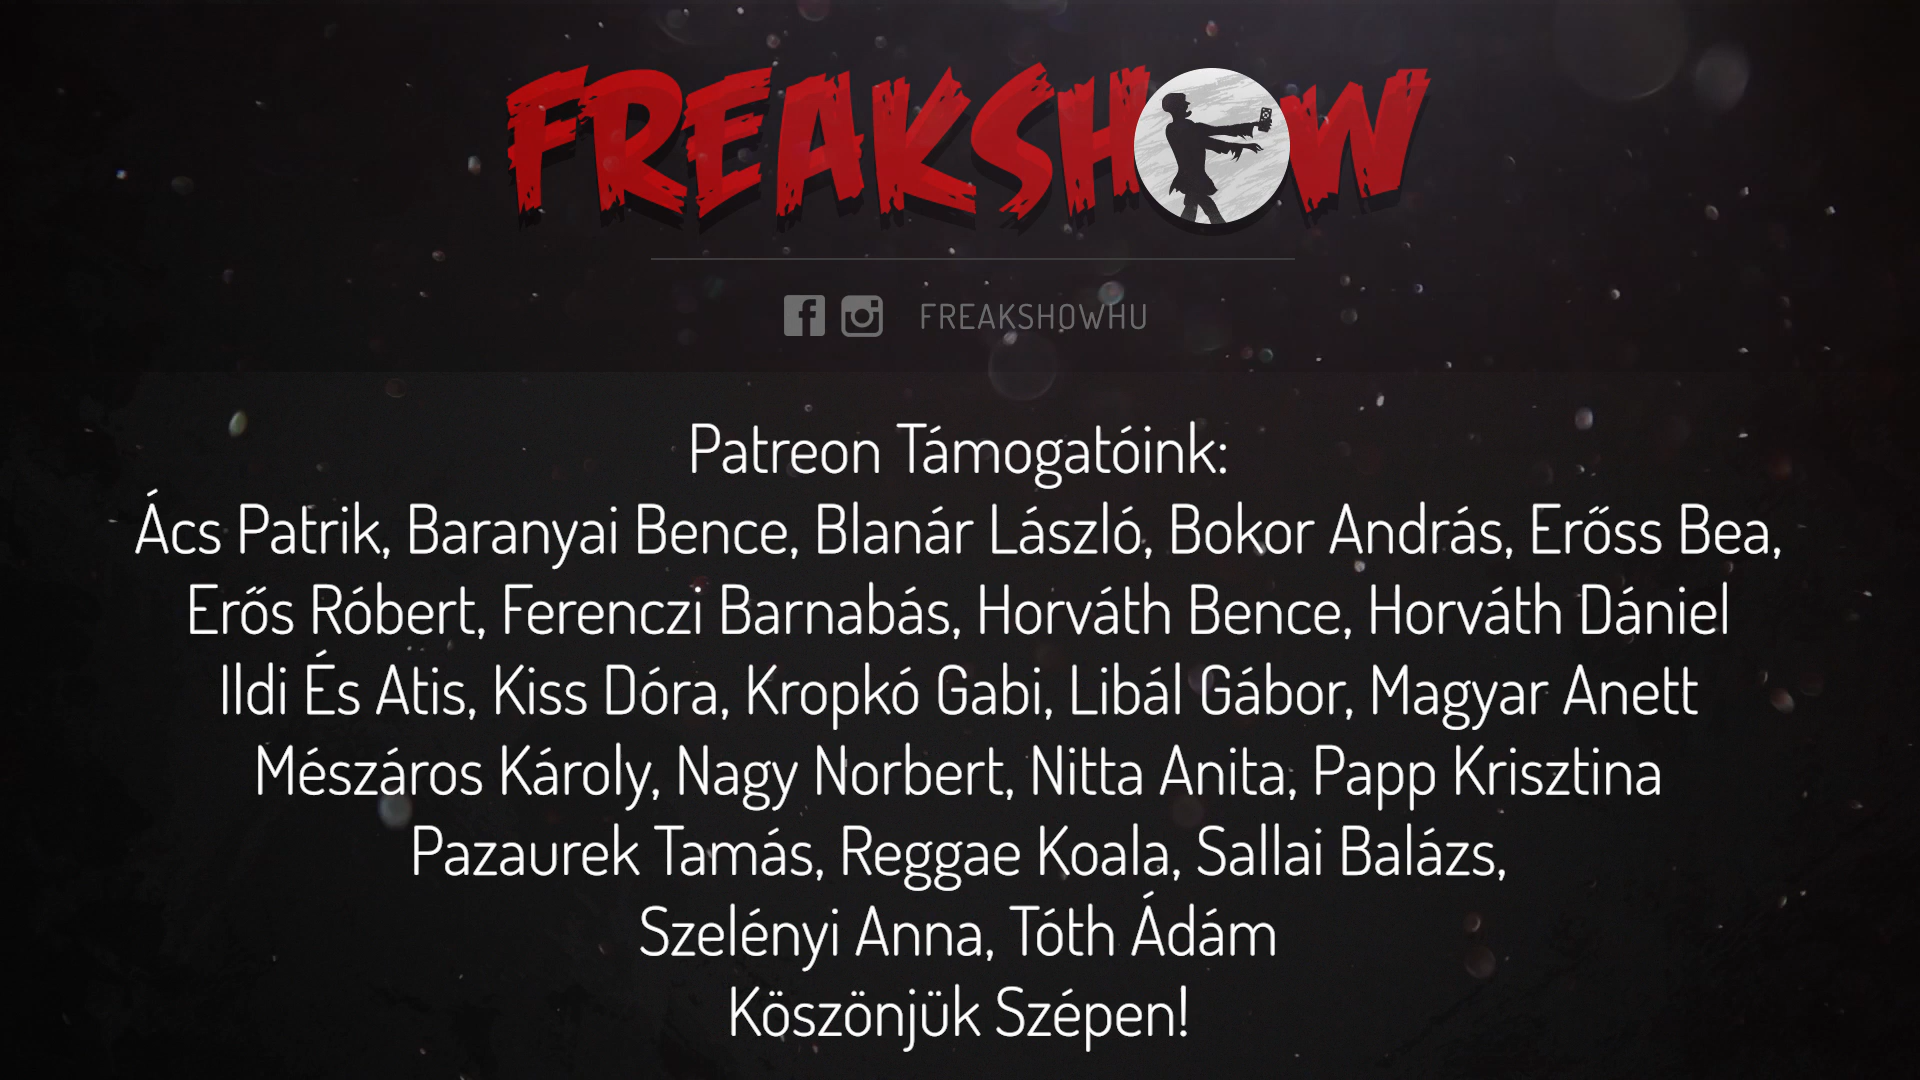 FREAKSHOW
FREAKSHOWHU
Patreon Támogatóink:
Ács Patrik, Baranyai Bence, Blanár László, Bokor András, Erőss Bea,
Erős Róbert, Ferenczi Barnabás, Horváth Bence, Horváth Dániel
Ildi És Atis, Kiss Dóra, Kropkó Gabi, Libál Gábor, Magyar Anett
Mészáros Károly, Nagy Norbert, Nitta Anita, Papp Krisztina
Pazaurek Tamás, Reggae Koala, Sallai Balázs,
Szelényi Anna, Tóth Ádám
Köszönjük Szépen!